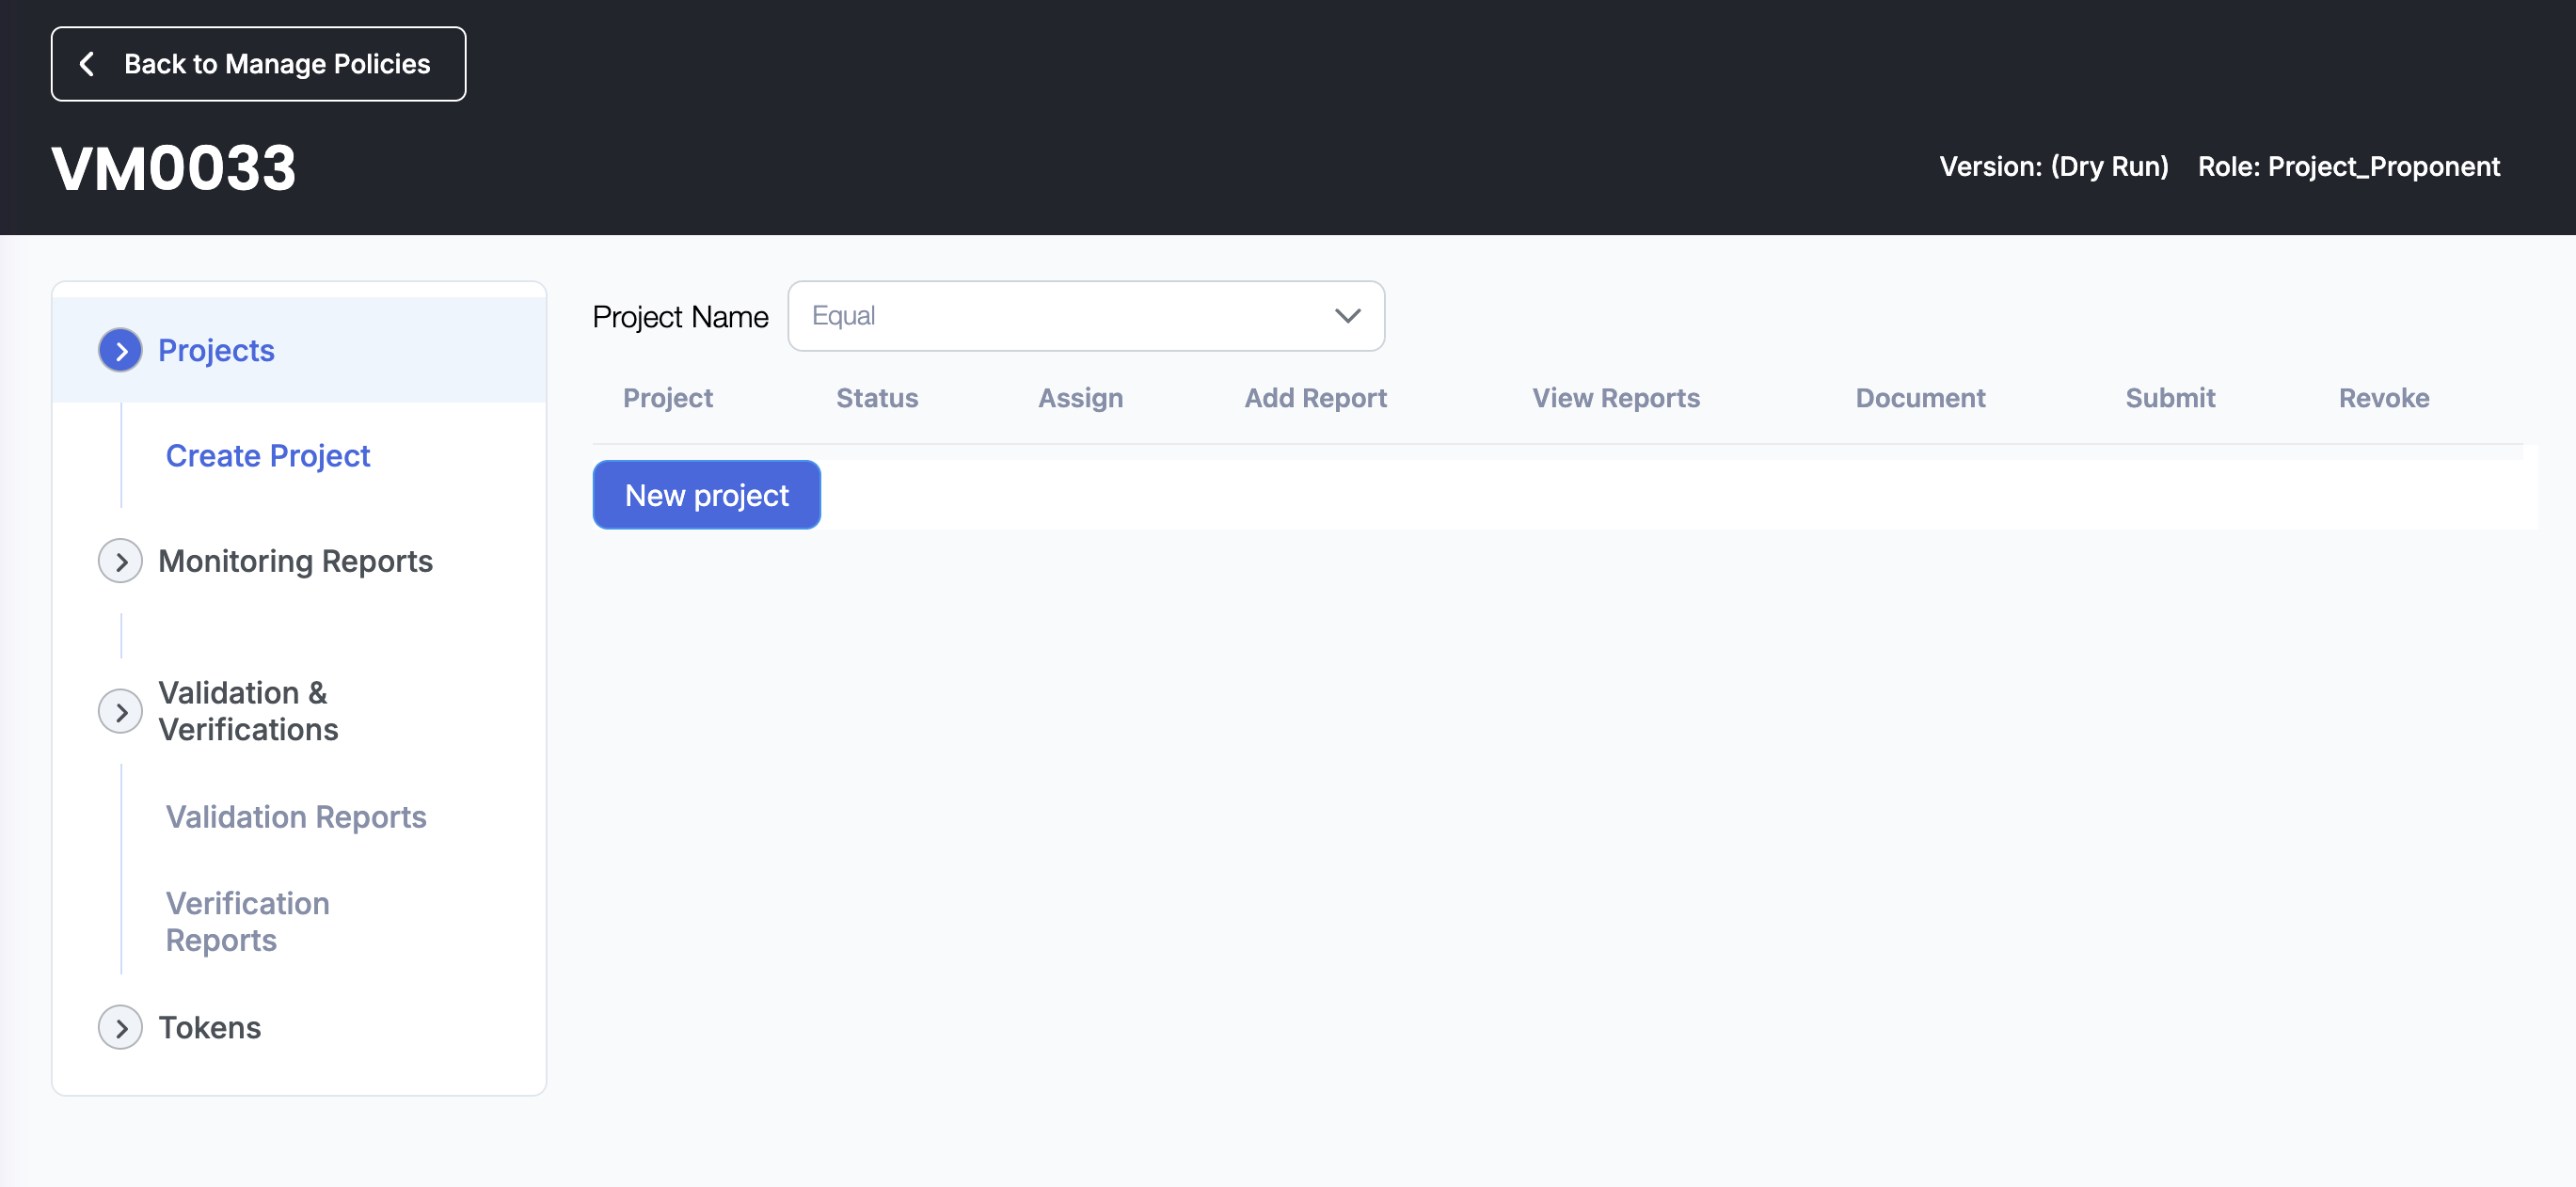 Back to Manage Policies
VM0033
Version: (Dry Run) Role: Project_Proponent
Projects
Create Project
Monitoring Reports
Validation &
Verifications
Validation Reports
Verification
Reports
Tokens
Project Name Equal
Project Status Assign Add Report View Reports Document Submit Revoke
New project